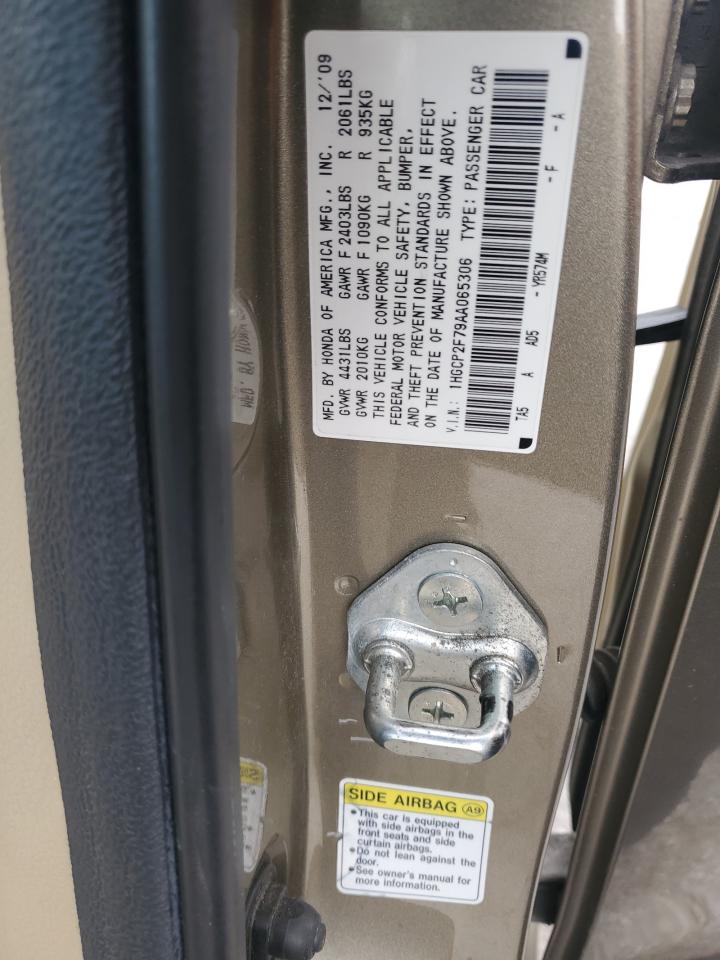 MFD. BY HONDA OF AMERICA MFG., INC. 12/'09
GVWR 4431LBS GAWR F 2403LBS R 2061LBS
GVWR 2010KG GAWR F 1090KG R 935KG
THIS VEHICLE CONFORMS TO ALL APPLICABLE
FEDERAL MOTOR VEHICLE SAFETY, BUMPER,
AND THEFT PREVENTION STANDARDS IN EFFECT
ON THE DATE OF MANUFACTURE SHOWN ABOVE.
V.I.N.: 1HGCP2F79AA065306 TYPE: PASSENGER CAR
TA5 A AD5 - YR574M - F - A
SIDE AIRBAG A9
•This car is equipped
with side airbags in the
front seats and side
curtain airbags.
•Do not lean against the
door.
•See owner's manual for
more information.